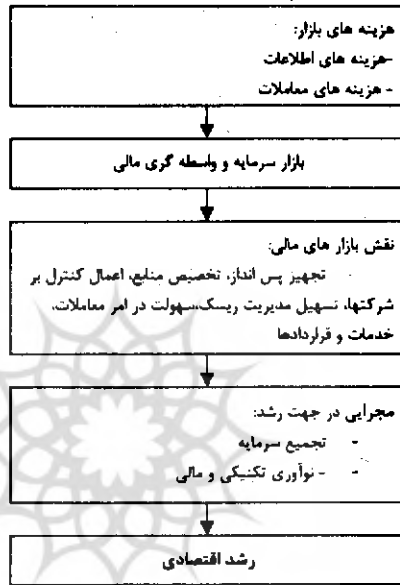 هزینه های بازار:
-هزینه های اطلاعات
- هزینه های معاملات
بازار سرمایه و واسطه گری مالی
نقش بازار های مالی:
- تجهیز پس انداز، تخصیص منابع، اعمال کنترل بر
شرکتها، تسهیل مدیریت ریسک،سهولت در امر معاملات،
خدمات و قراردادها
مجرایی در جهت رشد:
- تجمیع سرمایه
- - نوآوری تکنیکی و مالی
رشد اقتصادی